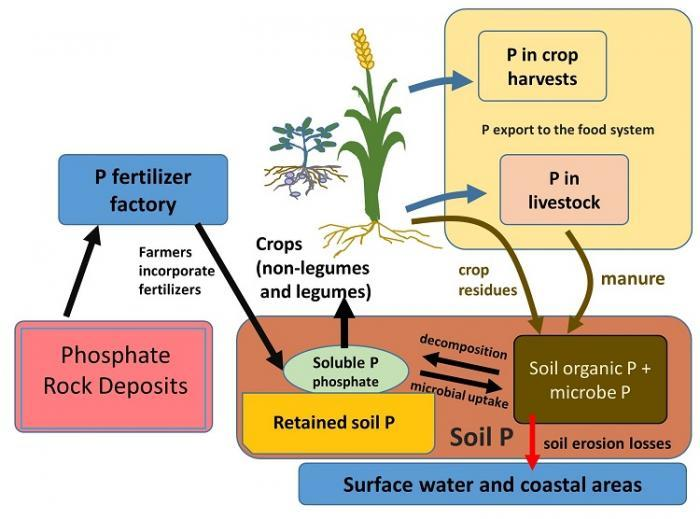 P in crop
harvests
P export to the food system
P in
livestock
P fertilizer
factory
Farmers
incorporate
fertilizers
Crops
(non-legumes
and legumes)
crop
residues
manure
Phosphate
Rock Deposits
Soluble P
phosphate
decomposition
microbial uptake
Soil organic P +
microbe P
Retained soil P
Soil P
soil erosion losses
Surface water and coastal areas